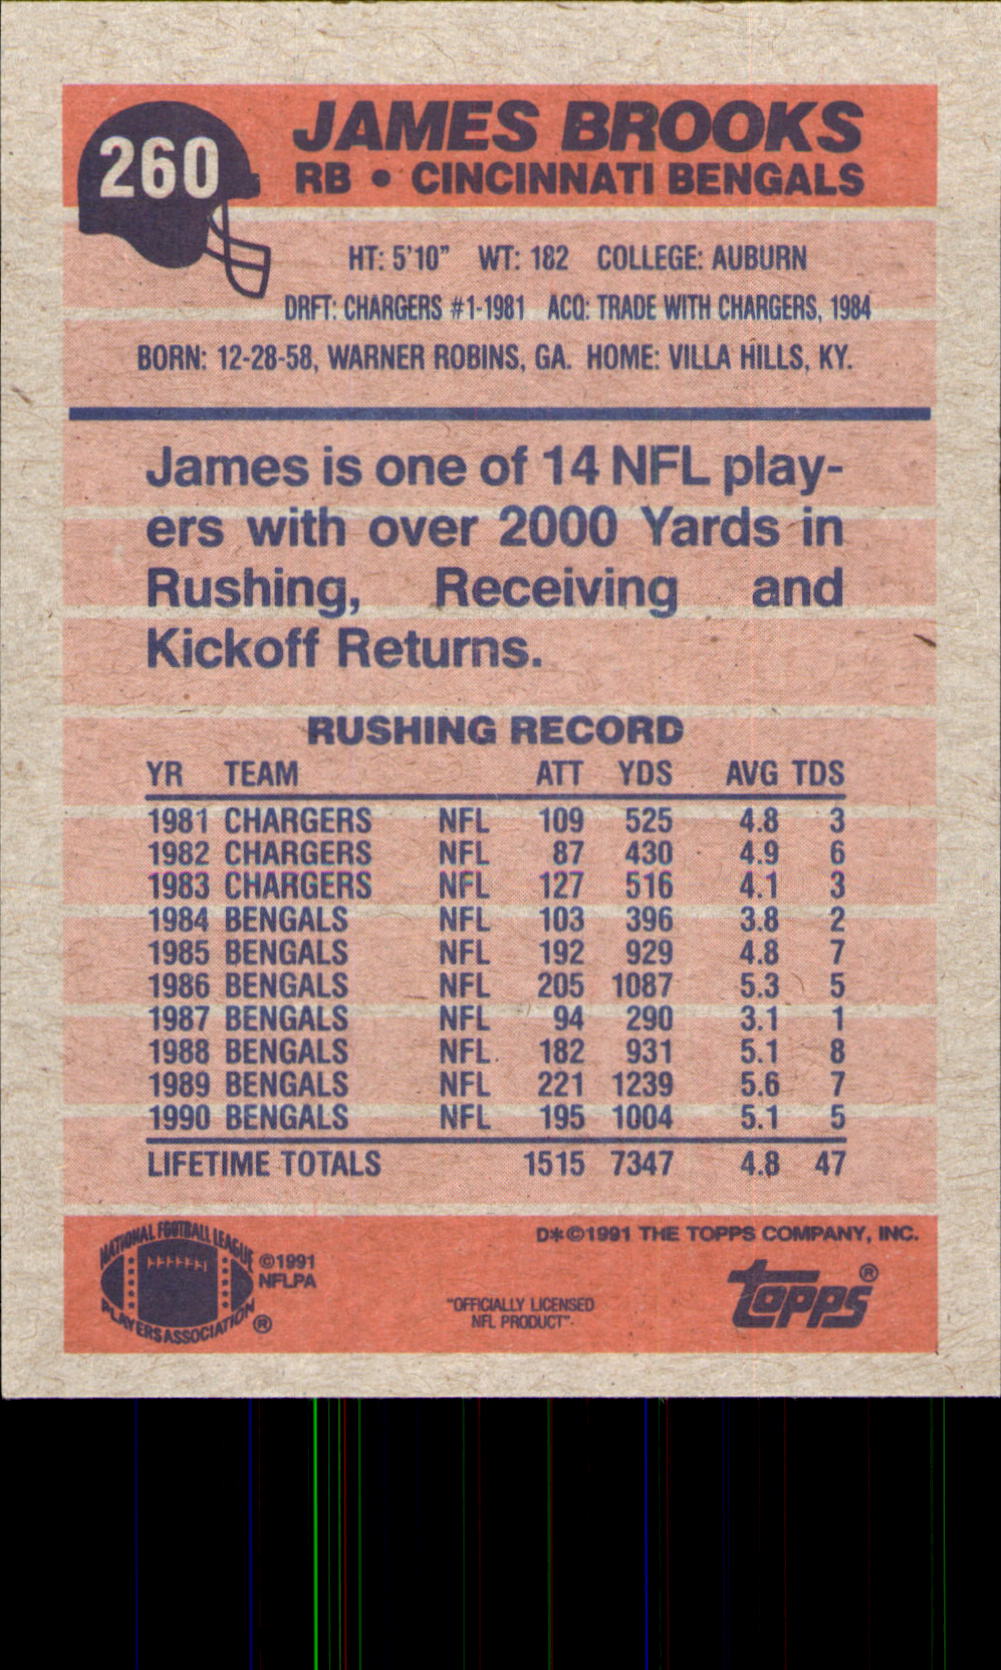 260
JAMES BROOKS
RB • CINCINNATI BENGALS
HT: 5'10" WT: 182 COLLEGE: AUBURN
DRFT: CHARGERS #1-1981 ACQ: TRADE WITH CHARGERS, 1984
BORN: 12-28-58, WARNER ROBINS, GA. HOME: VILLA HILLS, KY.
James is one of 14 NFL play-
ers with over 2000 Yards in
Rushing, Receiving and
Kickoff Returns.
RUSHING RECORD
YR TEAM ATT YDS AVG TDS
1981 CHARGERS NFL 109 525 4.8 3
1982 CHARGERS NFL 87 430 4.9 6
1983 CHARGERS NFL 127 516 4.1 3
1984 BENGALS NFL 103 396 3.8 2
1985 BENGALS NFL 192 929 4.8 7
1986 BENGALS NFL 205 1087 5.3 5
1987 BENGALS NFL 94 290 3.1 1
1988 BENGALS NFL 182 931 5.1 8
1989 BENGALS NFL 221 1239 5.6 7
1990 BENGALS NFL 195 1004 5.1 5
LIFETIME TOTALS 1515 7347 4.8 47
NATIONAL FOOTBALL LEAGUE
PLAYERS ASSOCIATION ®
©1991
NFLPA
"OFFICIALLY LICENSED
NFL PRODUCT"
D*©1991 THE TOPPS COMPANY, INC.
topps®